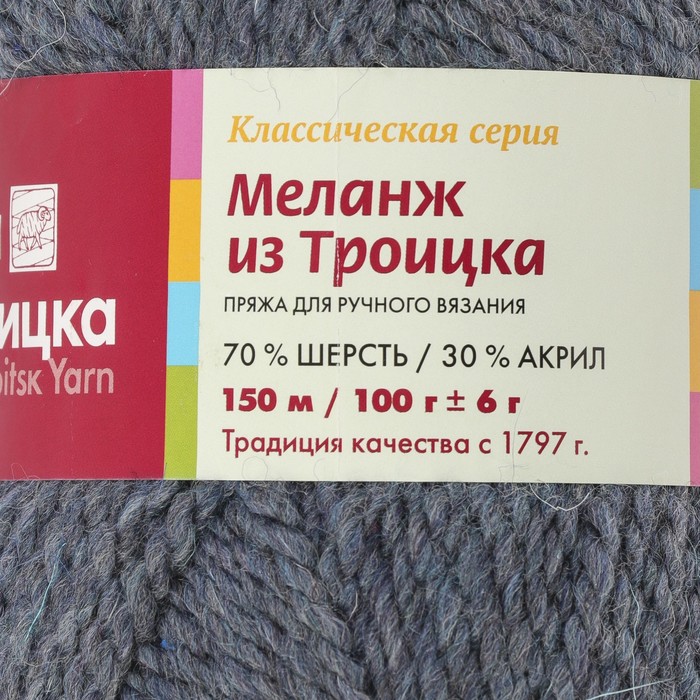 Классическая серия
Меланж
из Троицка
ПРЯЖА ДЛЯ РУЧНОГО ВЯЗАНИЯ
70 % ШЕРСТЬ / 30 % АКРИЛ
150 м / 100 г ± 6 г
Традиция качества с 1797 г.
ицка
oitsk Yarn